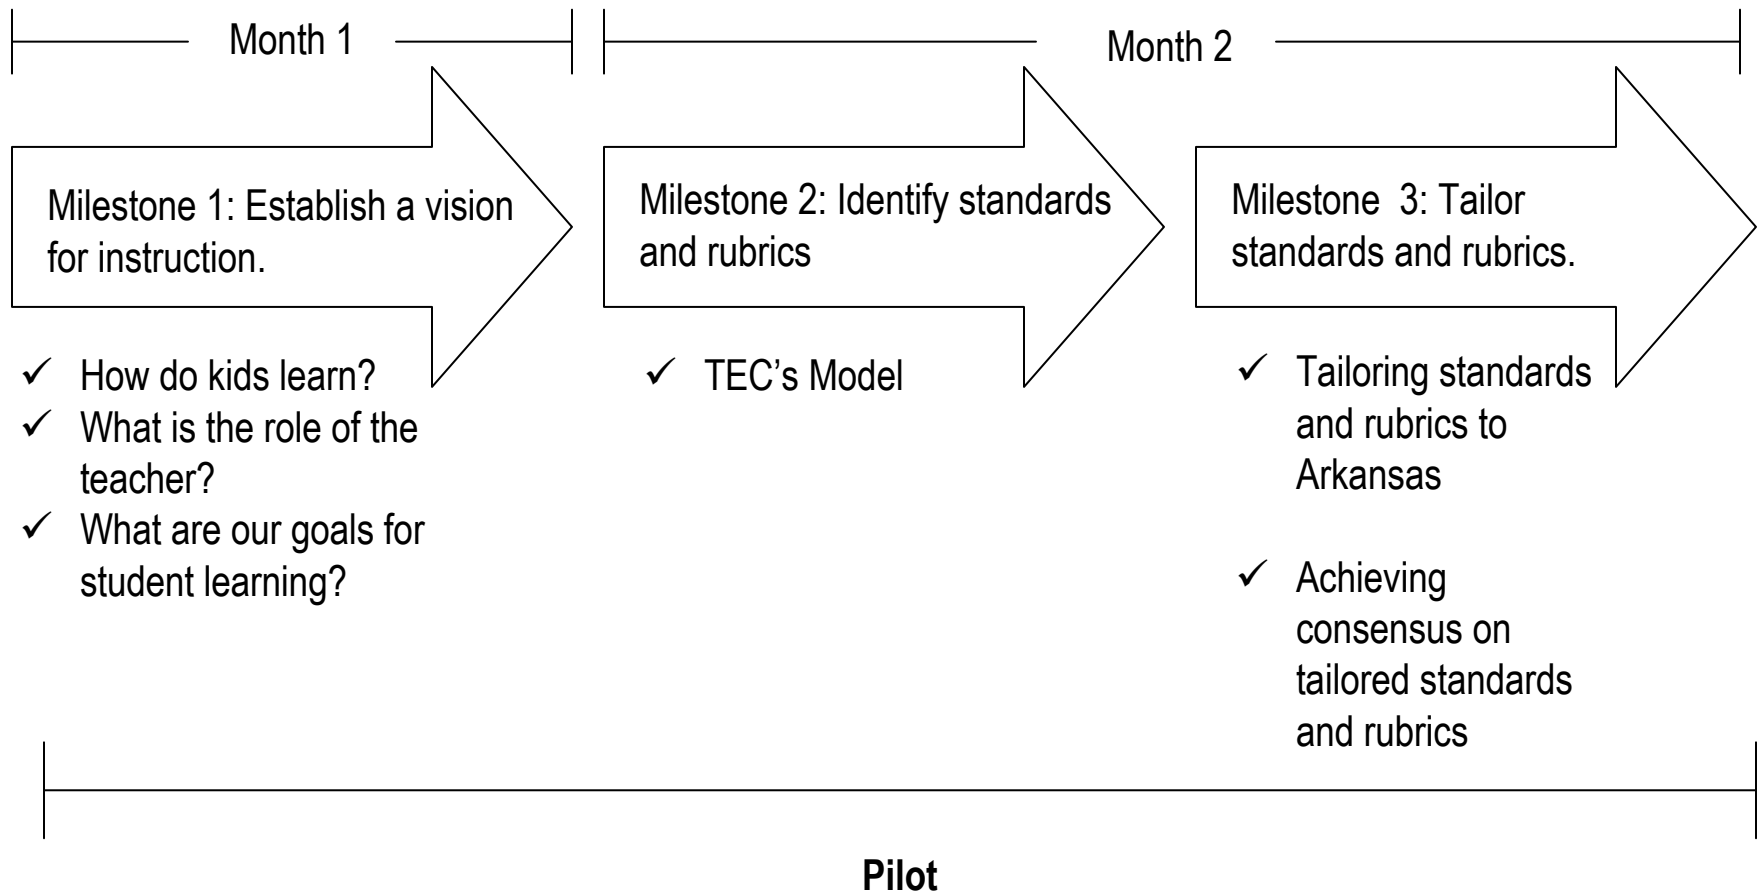 Month 1
Month 2
Milestone 1: Establish a vision
for instruction.
Milestone 2: Identify standards
and rubrics
Milestone  3: Tailor
standards and rubrics.
✓ How do kids learn?
✓ What is the role of the
teacher?
✓ What are our goals for
student learning?
✓ TEC’s Model
✓ Tailoring standards
and rubrics to
Arkansas
✓ Achieving
consensus on
tailored standards
and rubrics
Pilot